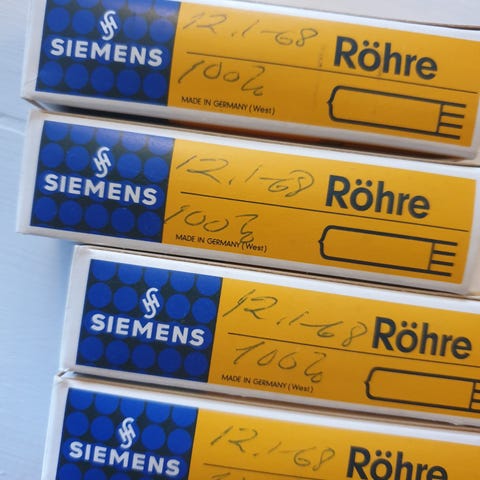 SIEMENS
12.1-68
Röhre
100%
MADE IN GERMANY (West)
SIEMENS
12.1-68
Röhre
100%
MADE IN GERMANY (West)
SIEMENS
12.1-68
Röhre
100%
MADE IN GERMANY (West)
SIEMENS
12.1-68
Röhre